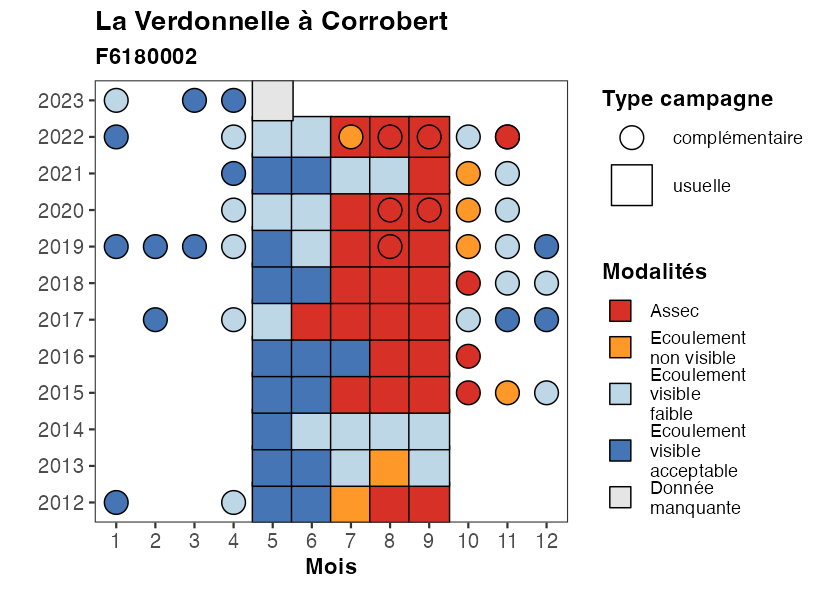 La Verdonnelle à Corrobert
F6180002
2023
2022
2021
2020
2019
2018
2017
2016
2015
2014
2013
2012
1 2 3 4 5 6 7 8 9 10 11 12
Mois
Type campagne
complémentaire
usuelle
Modalités
Assec
Ecoulement
non visible
Ecoulement
visible
faible
Ecoulement
visible
acceptable
Donnée
manquante